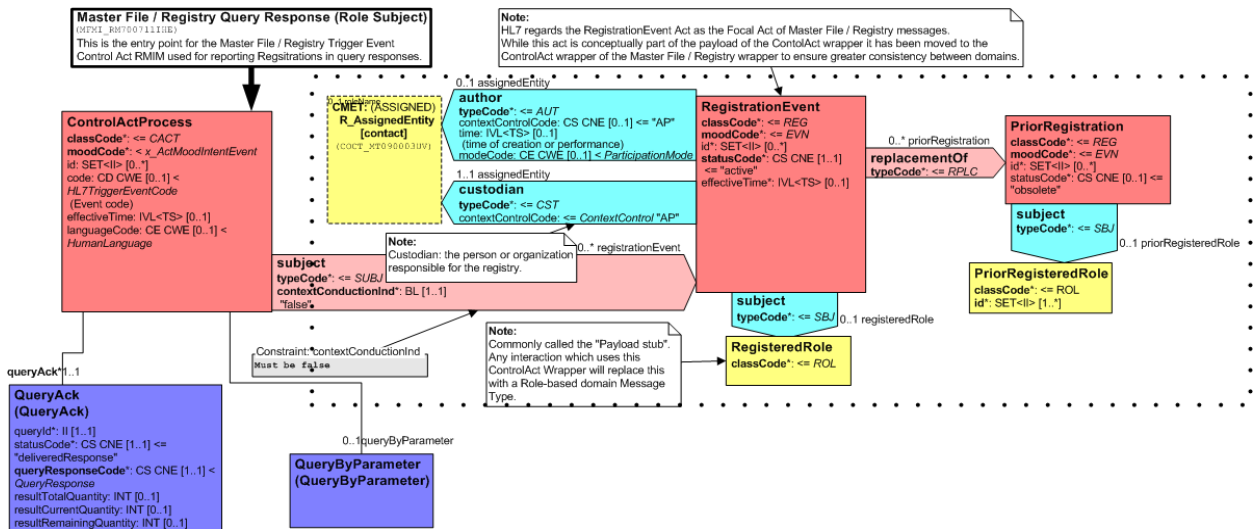 Master File / Registry Query Response (Role Subject)
(MFMI_RM700711IHE)
This is the entry point for the Master File / Registry Trigger Event
Control Act RMIM used for reporting Regsitrations in query responses.
Note:
HL7 regards the RegistrationEvent Act as the Focal Act of Master File / Registry messages.
While this act is conceptually part of the payload of the ContolAct wrapper it has been moved to the
ControlAct wrapper of the Master File / Registry wrapper to ensure greater consistency between domains.
ControlActProcess
classCode*: <= CACT
moodCode*: < x_ActMoodIntentEvent
id: SET<II> [0..*]
code: CD CWE [0..1] <
HL7TriggerEventCode
(Event code)
effectiveTime: IVL<TS> [0..1]
languageCode: CE CWE [0..1] <
HumanLanguage
0..1 roleName
CMET: (ASSIGNED)
R_AssignedEntity
[contact]
(COCT_MT090003UV)
0..1 assignedEntity
author
typeCode*: <= AUT
contextControlCode: CS CNE [0..1] <= "AP"
time: IVL<TS> [0..1]
(time of creation or performance)
modeCode: CE CWE [0..1] < ParticipationMode
1..1 assignedEntity
custodian
typeCode*: <= CST
contextControlCode: <= ContextControl "AP"
Note:
Custodian: the person or organization
responsible for the registry.
RegistrationEvent
classCode*: <= REG
moodCode*: <= EVN
id*: SET<II> [0..*]
statusCode*: CS CNE [1..1]
<= "active"
effectiveTime*: IVL<TS> [0..1]
0..* priorRegistration
replacementOf
typeCode*: <= RPLC
PriorRegistration
classCode*: <= REG
moodCode*: <= EVN
id*: SET<II> [0..*]
statusCode*: CS CNE [0..1] <=
"obsolete"
subject
typeCode*: <= SBJ
0..1 priorRegisteredRole
PriorRegisteredRole
classCode*: <= ROL
id*: SET<II> [1..*]
0..* registrationEvent
subject
typeCode*: <= SUBJ
contextConductionInd*: BL [1..1]
"false"
Constraint: contextConductionInd
Must be false
subject
typeCode*: <= SBJ
0..1 registeredRole
Note:
Commonly called the "Payload stub".
Any interaction which uses this
ControlAct Wrapper will replace this
with a Role-based domain Message
Type.
RegisteredRole
classCode*: <= ROL
queryAck*1..1
QueryAck
(QueryAck)
queryId*: II [1..1]
statusCode*: CS CNE [1..1] <=
"deliveredResponse"
queryResponseCode*: CS CNE [1..1] <
QueryResponse
resultTotalQuantity: INT [0..1]
resultCurrentQuantity: INT [0..1]
resultRemainingQuantity: INT [0..1]
0..1queryByParameter
QueryByParameter
(QueryByParameter)